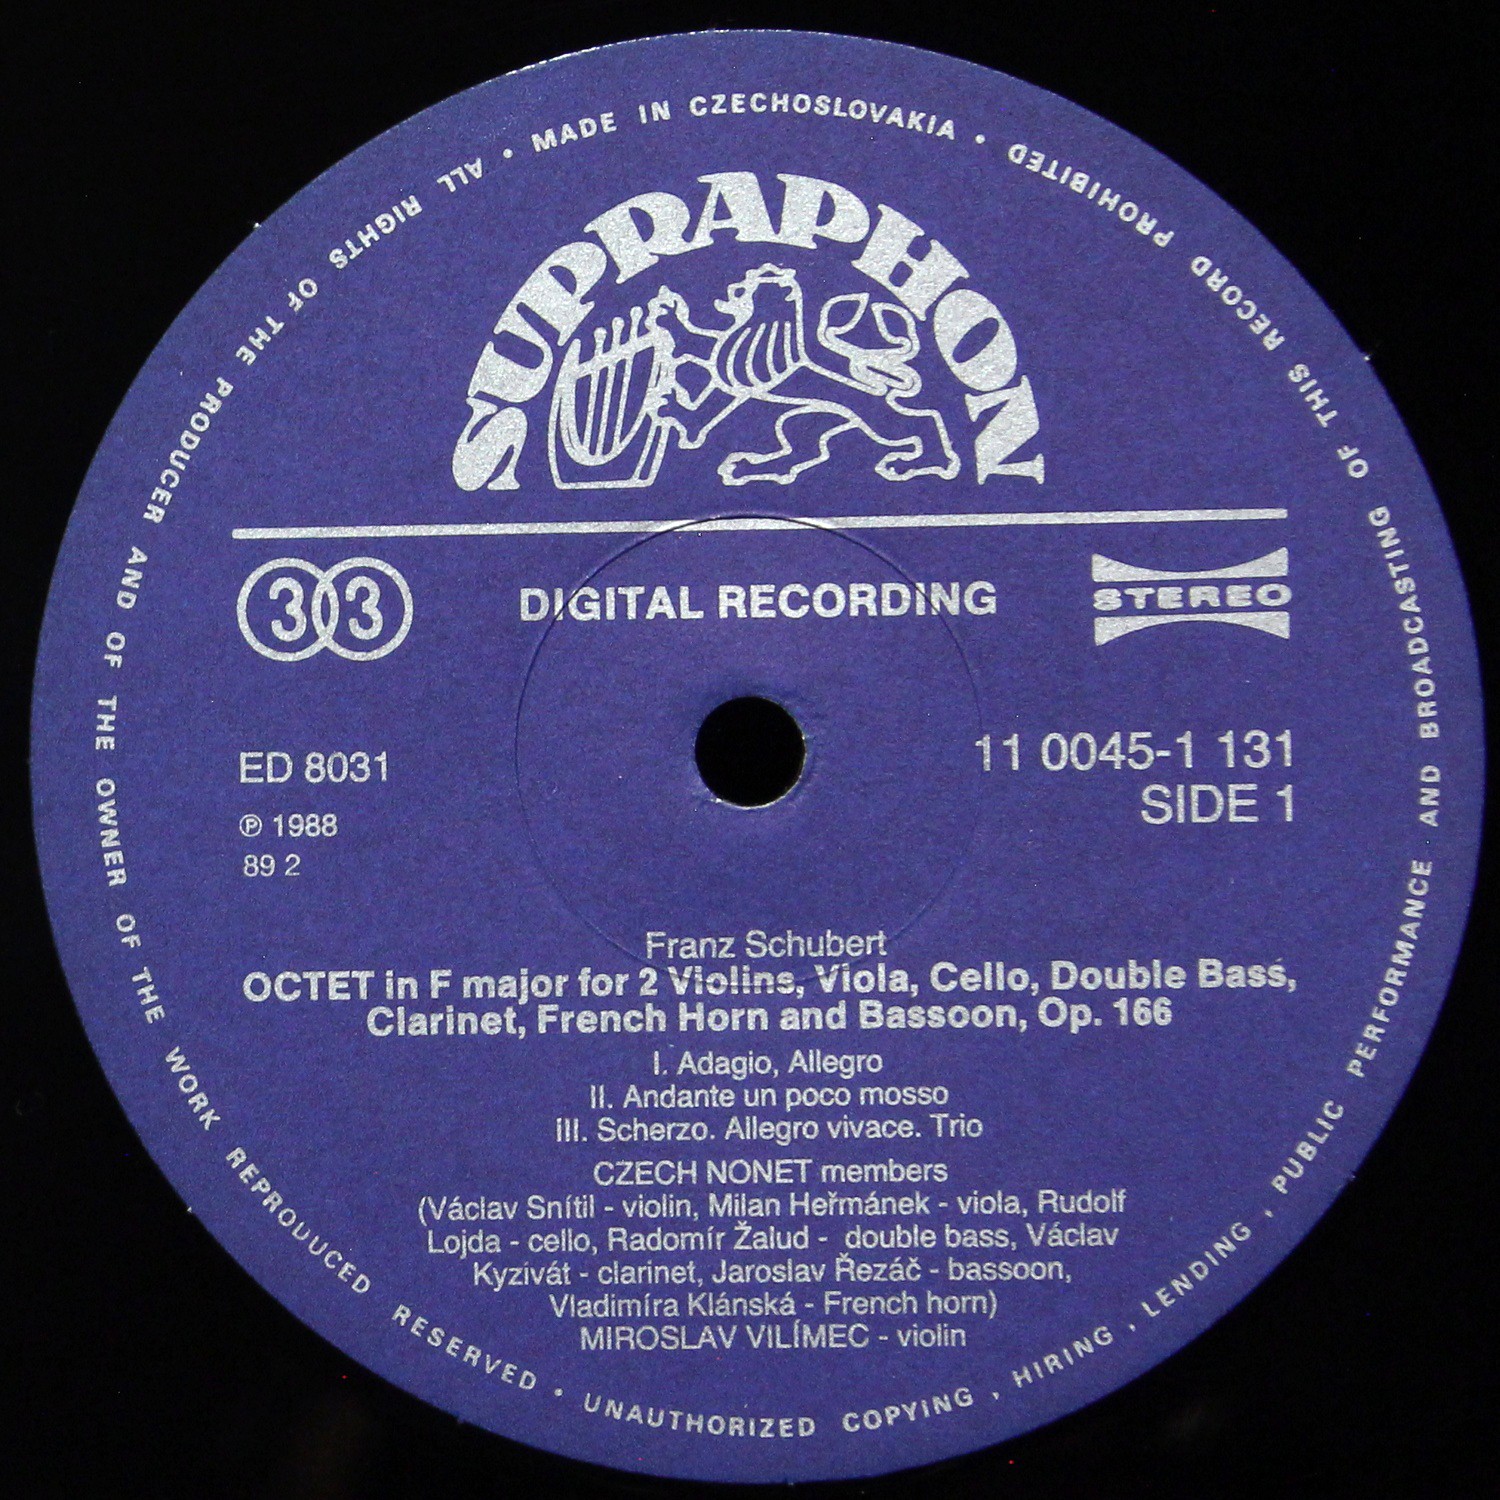 MADE IN CZECHOSLOVAKIA • ALL RIGHTS OF THE PRODUCER AND OF THE OWNER OF THE WORK REPRODUCED RESERVED • UNAUTHORIZED COPYING , HIRING , LENDING , PUBLIC PERFORMANCE AND BROADCASTING OF THIS RECORD PROHIBITED •
SUPRAPHON
33
DIGITAL RECORDING
STEREO
ED 8031
℗ 1988
89 2
11 0045-1 131
SIDE 1
Franz Schubert
OCTET in F major for 2 Violins, Viola, Cello, Double Bass,
Clarinet, French Horn and Bassoon, Op. 166
I. Adagio, Allegro
II. Andante un poco mosso
III. Scherzo. Allegro vivace. Trio
CZECH NONET members
(Václav Snítil - violin, Milan Heřmánek - viola, Rudolf
Lojda - cello, Radomír Žalud - double bass, Václav
Kyzivát - clarinet, Jaroslav Řezáč - bassoon,
Vladimíra Klánská - French horn)
MIROSLAV VILÍMEC - violin